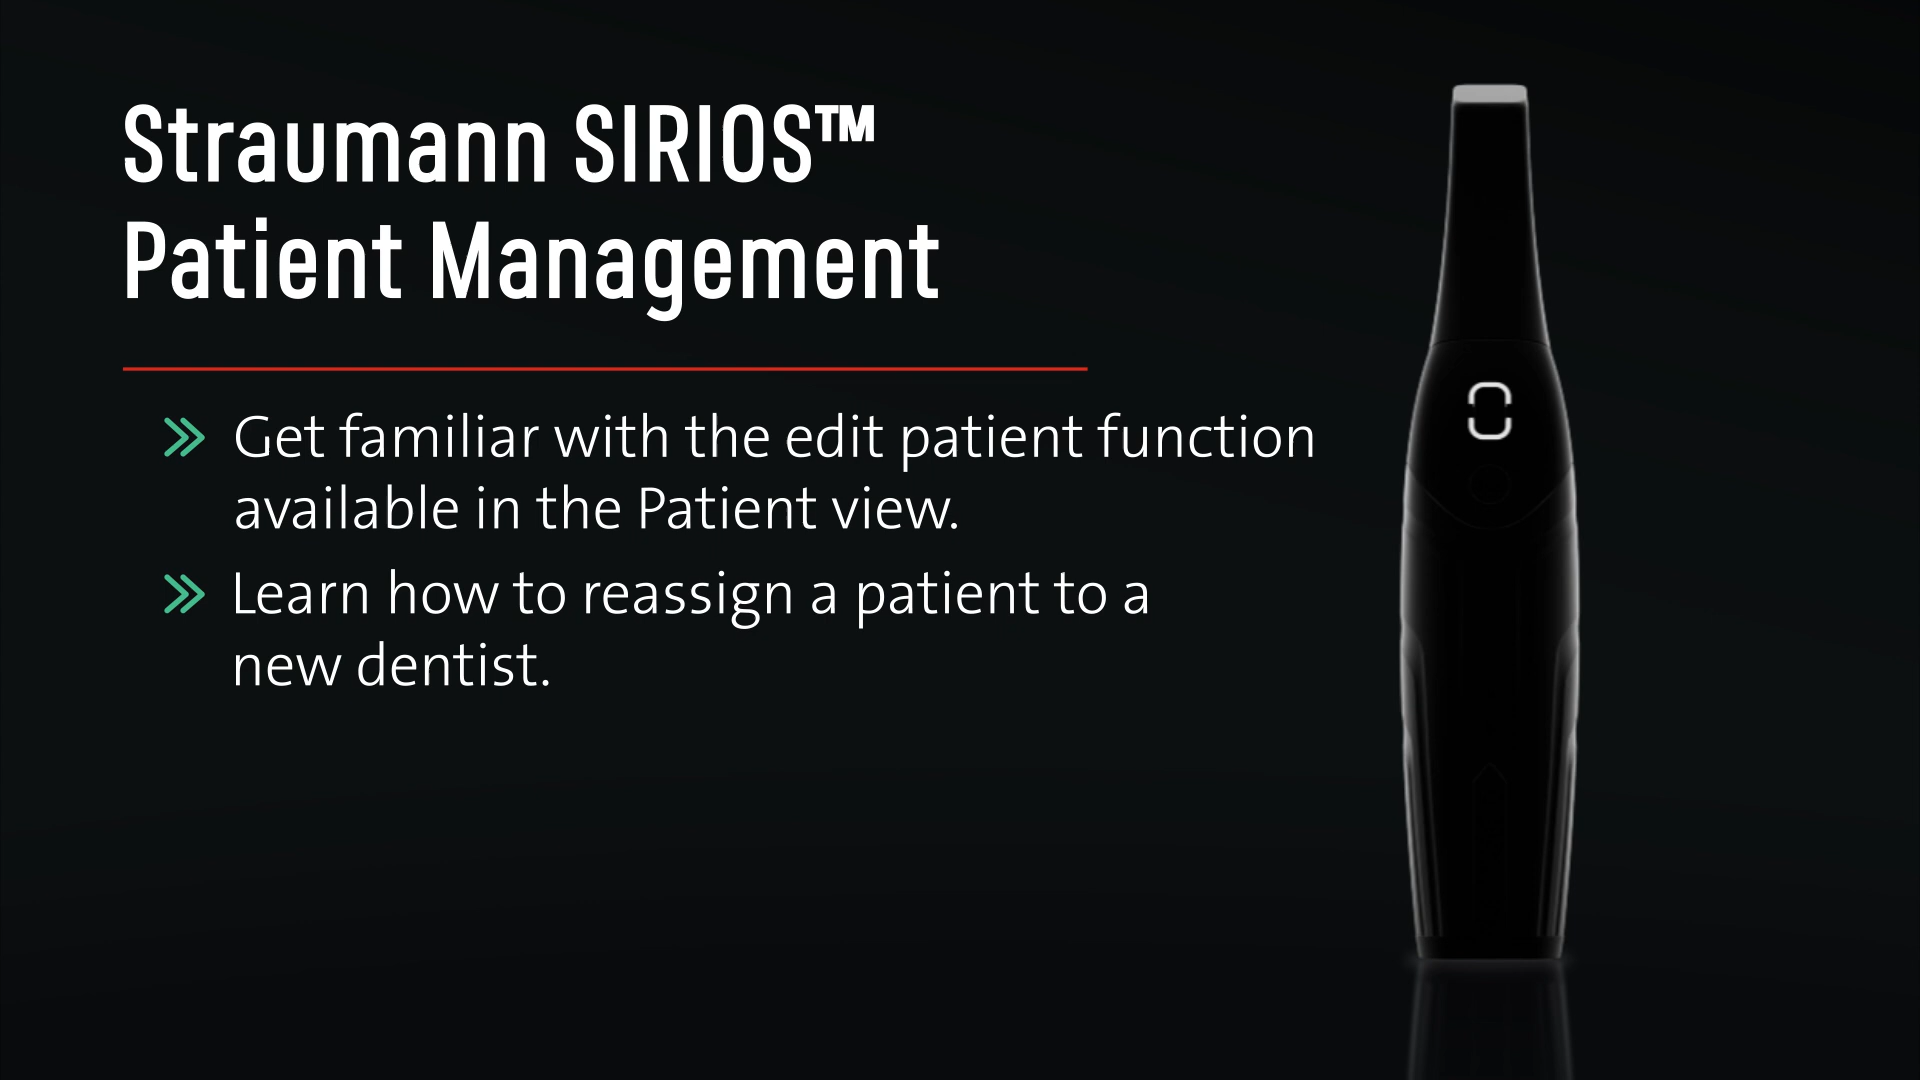 Straumann SIRIOS™
Patient Management
Get familiar with the edit patient function
available in the Patient view.
Learn how to reassign a patient to a
new dentist.